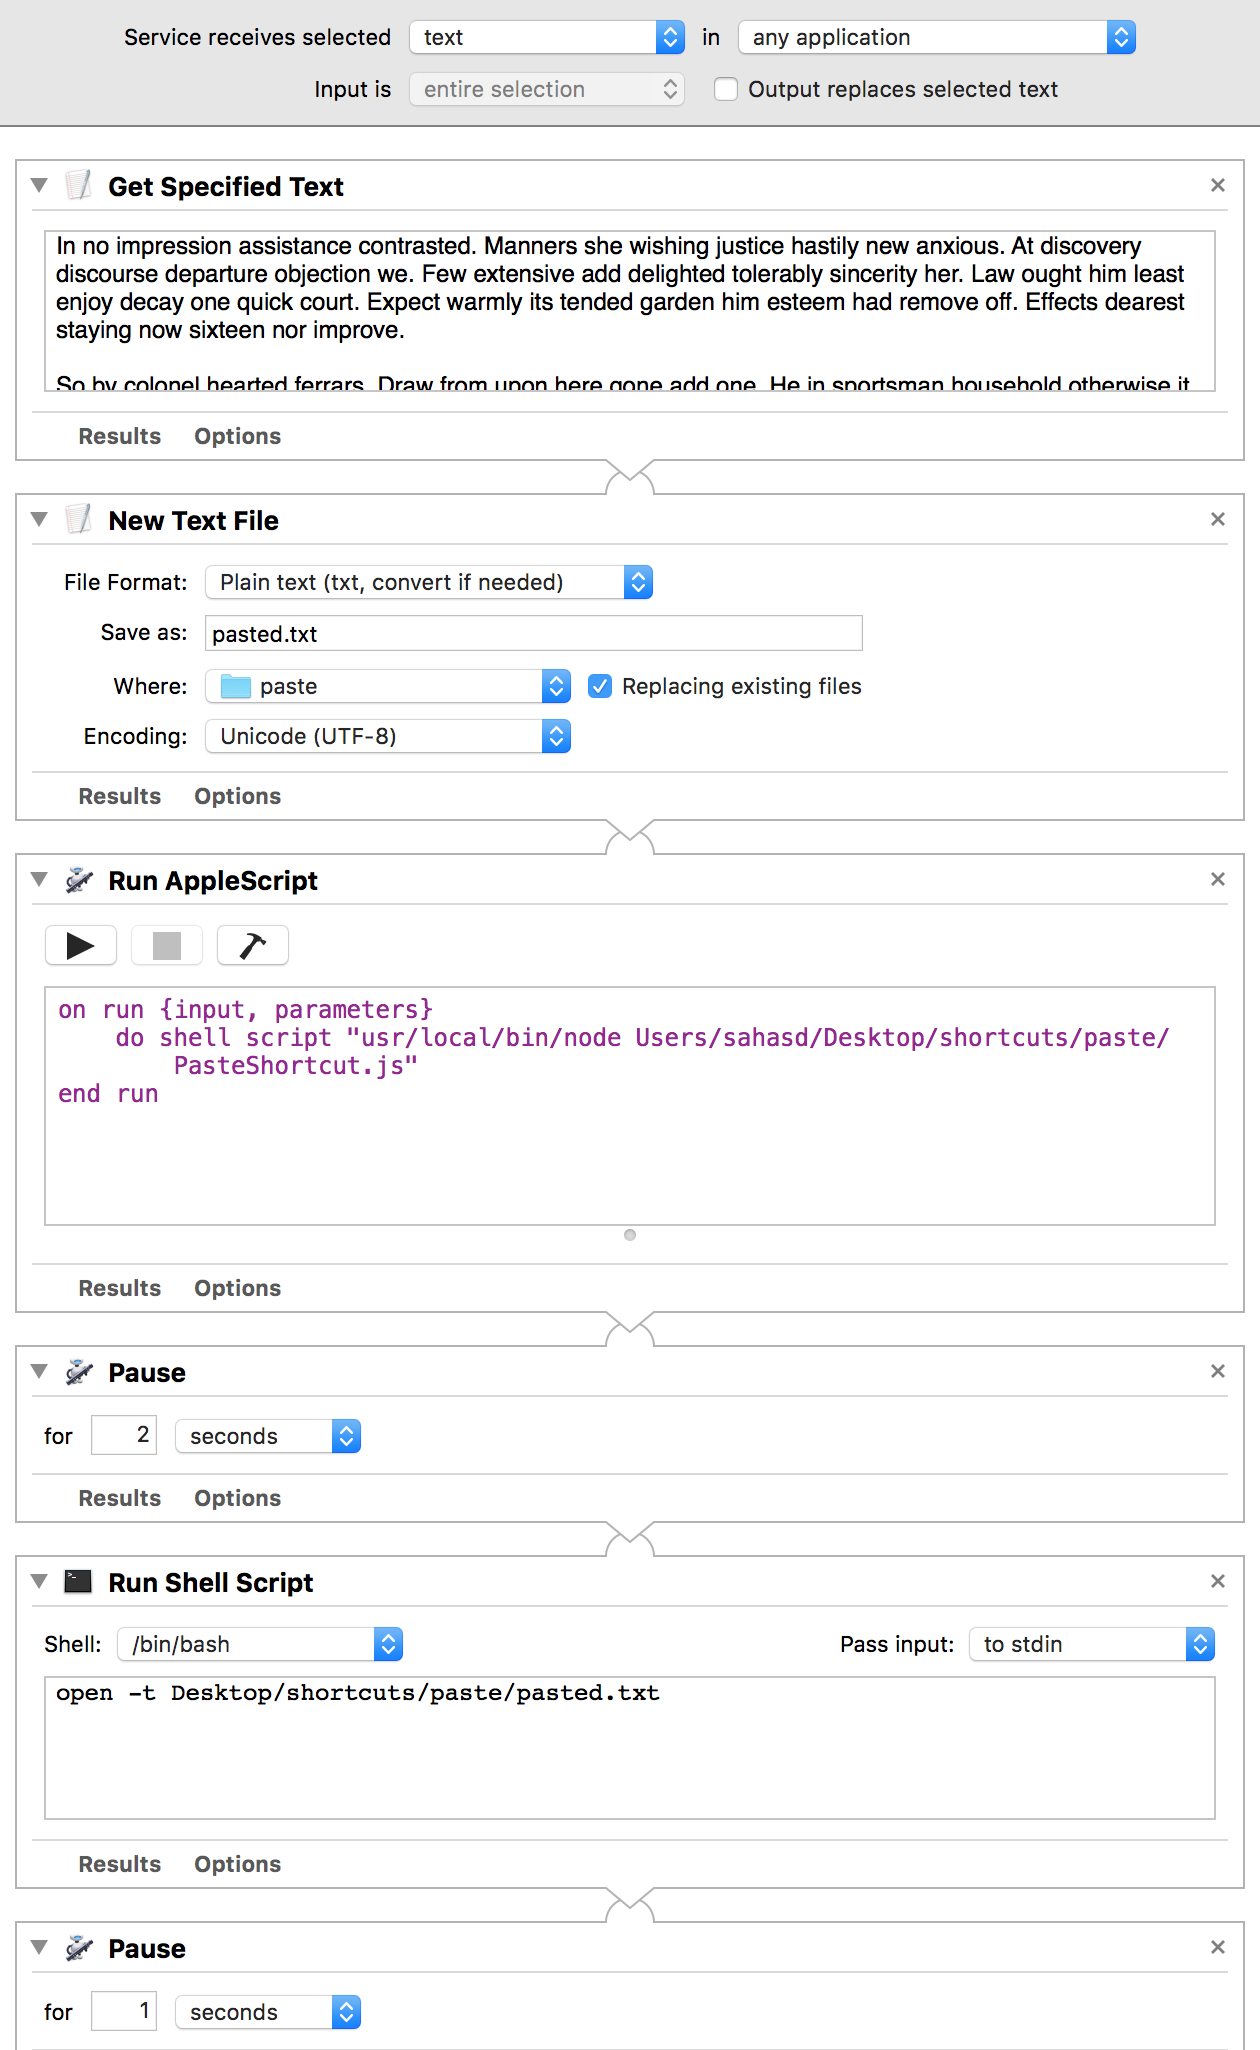 Service receives selected text in any application
Input is entire selection Output replaces selected text
Get Specified Text
In no impression assistance contrasted. Manners she wishing justice hastily new anxious. At discovery
discourse departure objection we. Few extensive add delighted tolerably sincerity her. Law ought him least
enjoy decay one quick court. Expect warmly its tended garden him esteem had remove off. Effects dearest
staying now sixteen nor improve.
So by colonel hearted ferrars. Draw from upon here gone add one. He in sportsman household otherwise it
Results Options
New Text File
File Format: Plain text (txt, convert if needed)
Save as: pasted.txt
Where: paste Replacing existing files
Encoding: Unicode (UTF-8)
Results Options
Run AppleScript
on run {input, parameters}
do shell script "usr/local/bin/node Users/sahasd/Desktop/shortcuts/paste/
PasteShortcut.js"
end run
Results Options
Pause
for 2 seconds
Results Options
Run Shell Script
Shell: /bin/bash Pass input: to stdin
open -t Desktop/shortcuts/paste/pasted.txt
Results Options
Pause
for 1 seconds